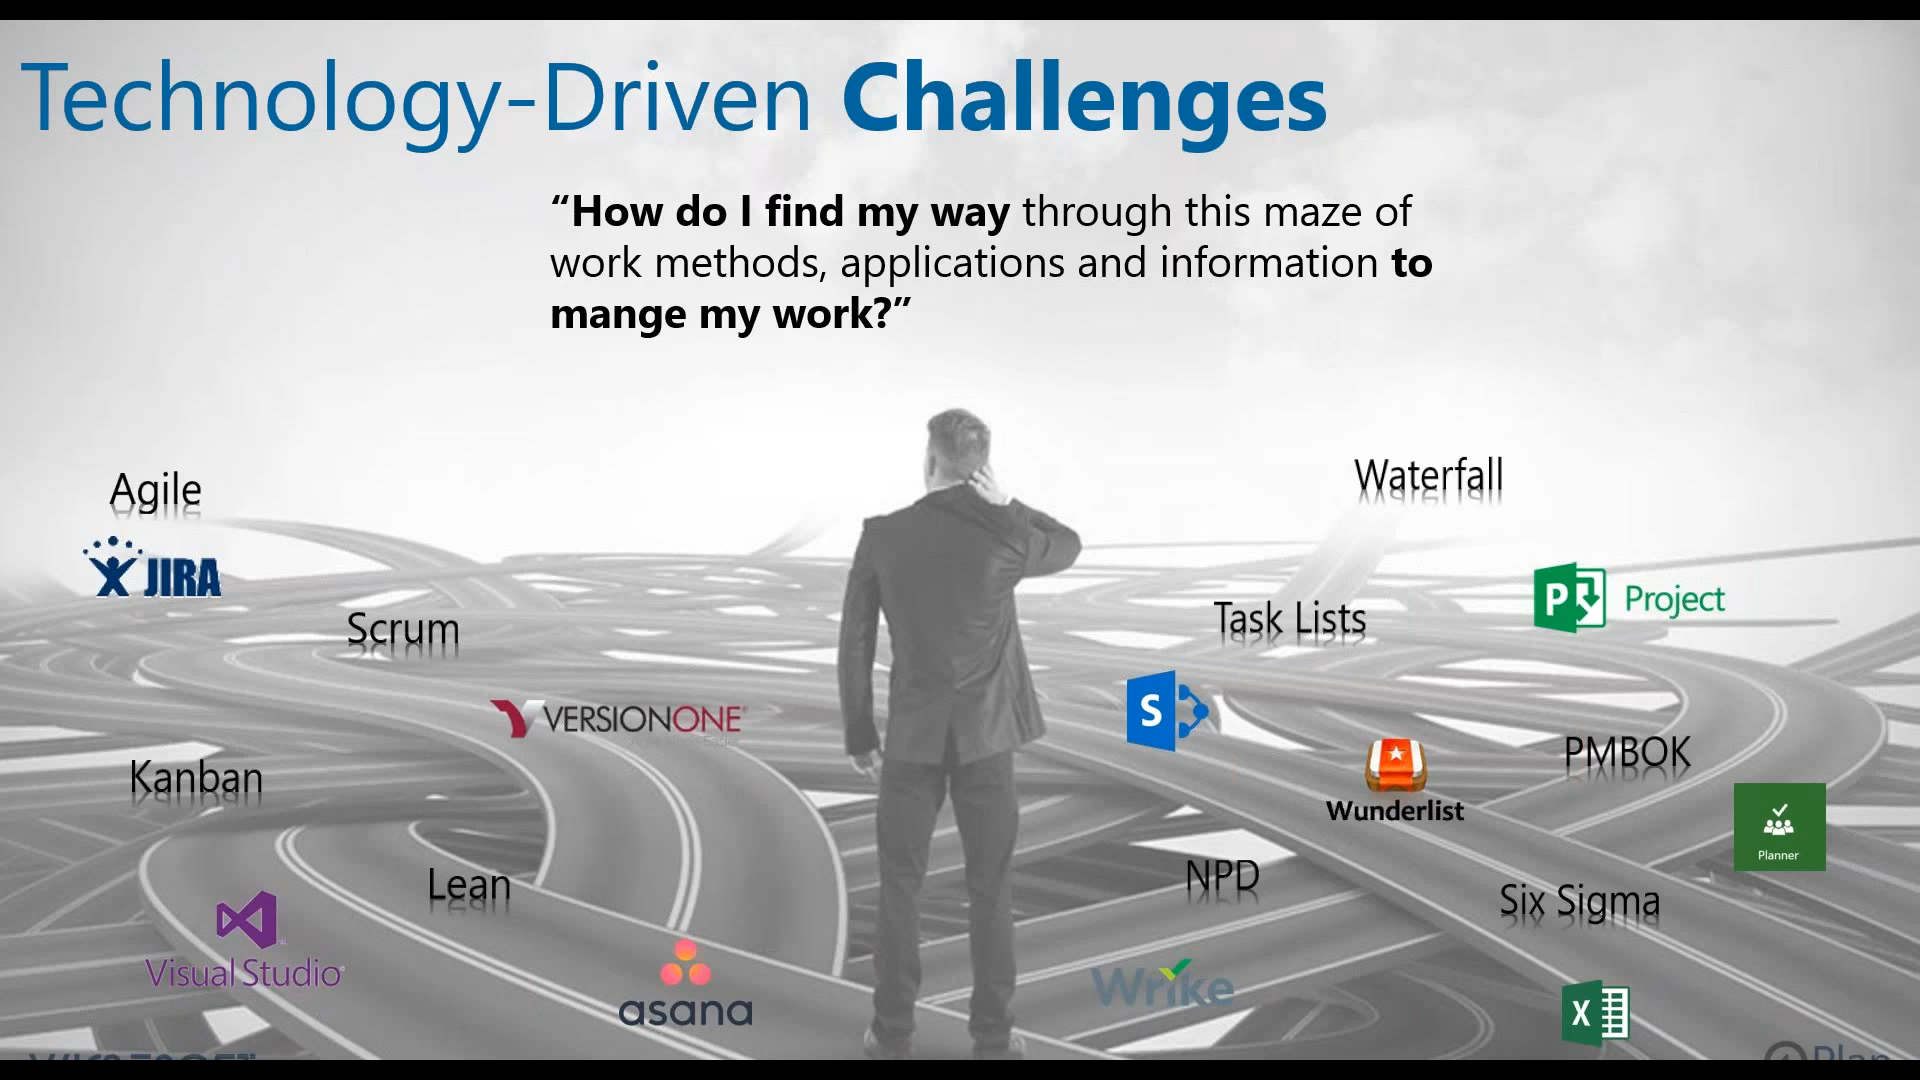 Technology-Driven Challenges
“How do I find my way through this maze of
work methods, applications and information to
mange my work?”
Agile
Waterfall
JIRA
Project
Scrum
Task Lists
VERSIONONE
S
Kanban
PMBOK
Wunderlist
Planner
Lean
NPD
Six Sigma
Visual Studio
asana
Wrike
X
Plan